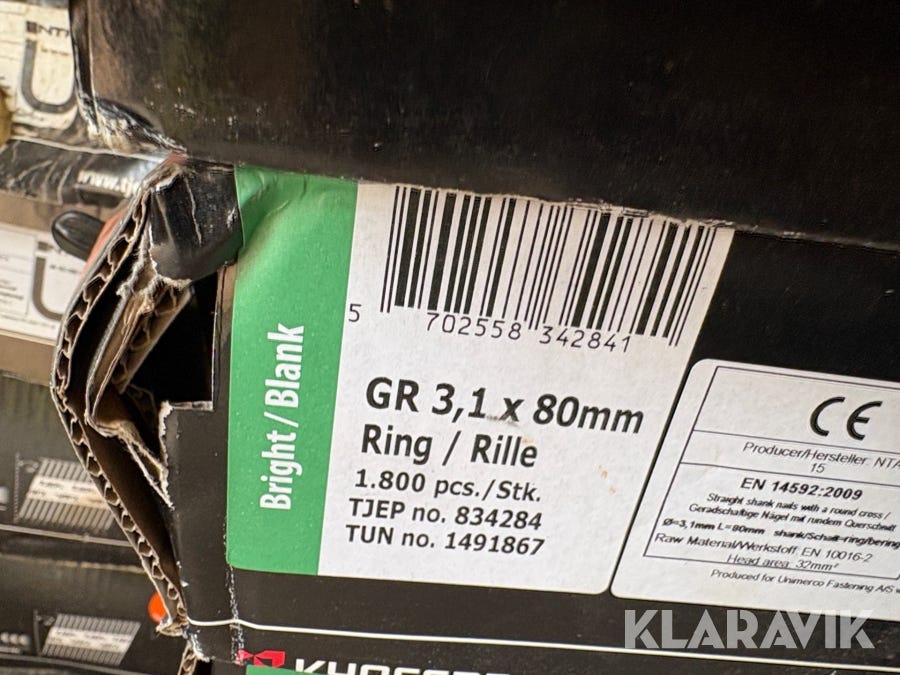 Bright / Blank
5 702558 342841
GR 3,1 x 80mm
Ring / Rille
1.800 pcs./Stk.
TJEP no. 834284
TUN no. 1491867
CE
Producer/Hersteller NTA
15
EN 14592:2009
Straight shank nails with a round cross /
Geradschaftige Nägel mit rundem Querschnitt
Ø=3,1mm L=80mm shank/Schaft-ring/bering
Raw Material/Werkstoff EN 10016-2
Head area 32mm²
Produced for Unimerco Fastening A/S
KLARAVIK